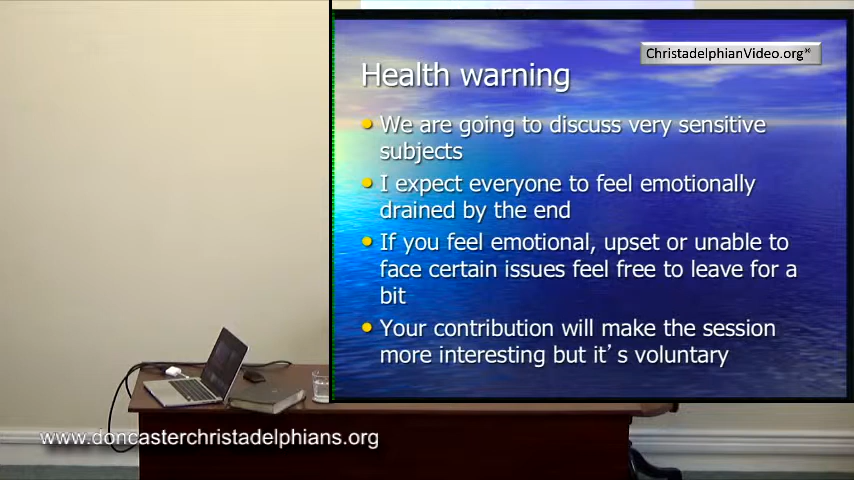 ChristadelphianVideo.org*
Health warning
We are going to discuss very sensitive
subjects
I expect everyone to feel emotionally
drained by the end
If you feel emotional, upset or unable to
face certain issues feel free to leave for a
bit
Your contribution will make the session
more interesting but it's voluntary
www.doncasterchristadelphians.org